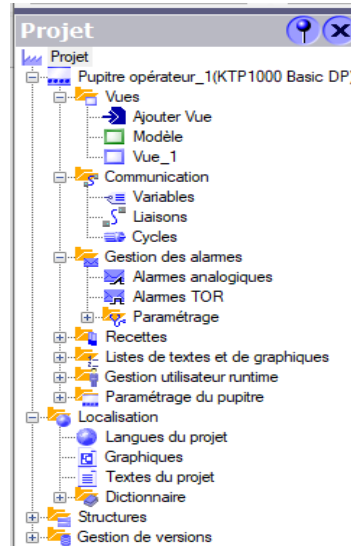 Projet
Projet
Pupitre opérateur_1(KTP1000 Basic DP)
Vues
Ajouter Vue
Modèle
Vue_1
Communication
Variables
Liaisons
Cycles
Gestion des alarmes
Alarmes analogiques
Alarmes TOR
Paramétrage
Recettes
Listes de textes et de graphiques
Gestion utilisateur runtime
Paramétrage du pupitre
Localisation
Langues du projet
Graphiques
Textes du projet
Dictionnaire
Structures
Gestion de versions